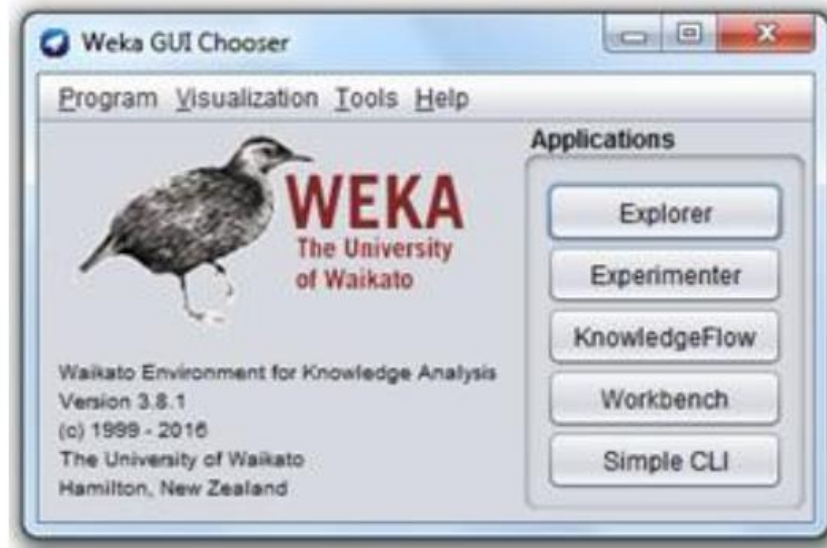 Weka GUI Chooser
Program Visualization Tools Help
WEKA
The University
of Waikato
Waikato Environment for Knowledge Analysis
Version 3.8.1
(c) 1999 - 2016
The University of Waikato
Hamilton, New Zealand
Applications
Explorer
Experimenter
KnowledgeFlow
Workbench
Simple CLI